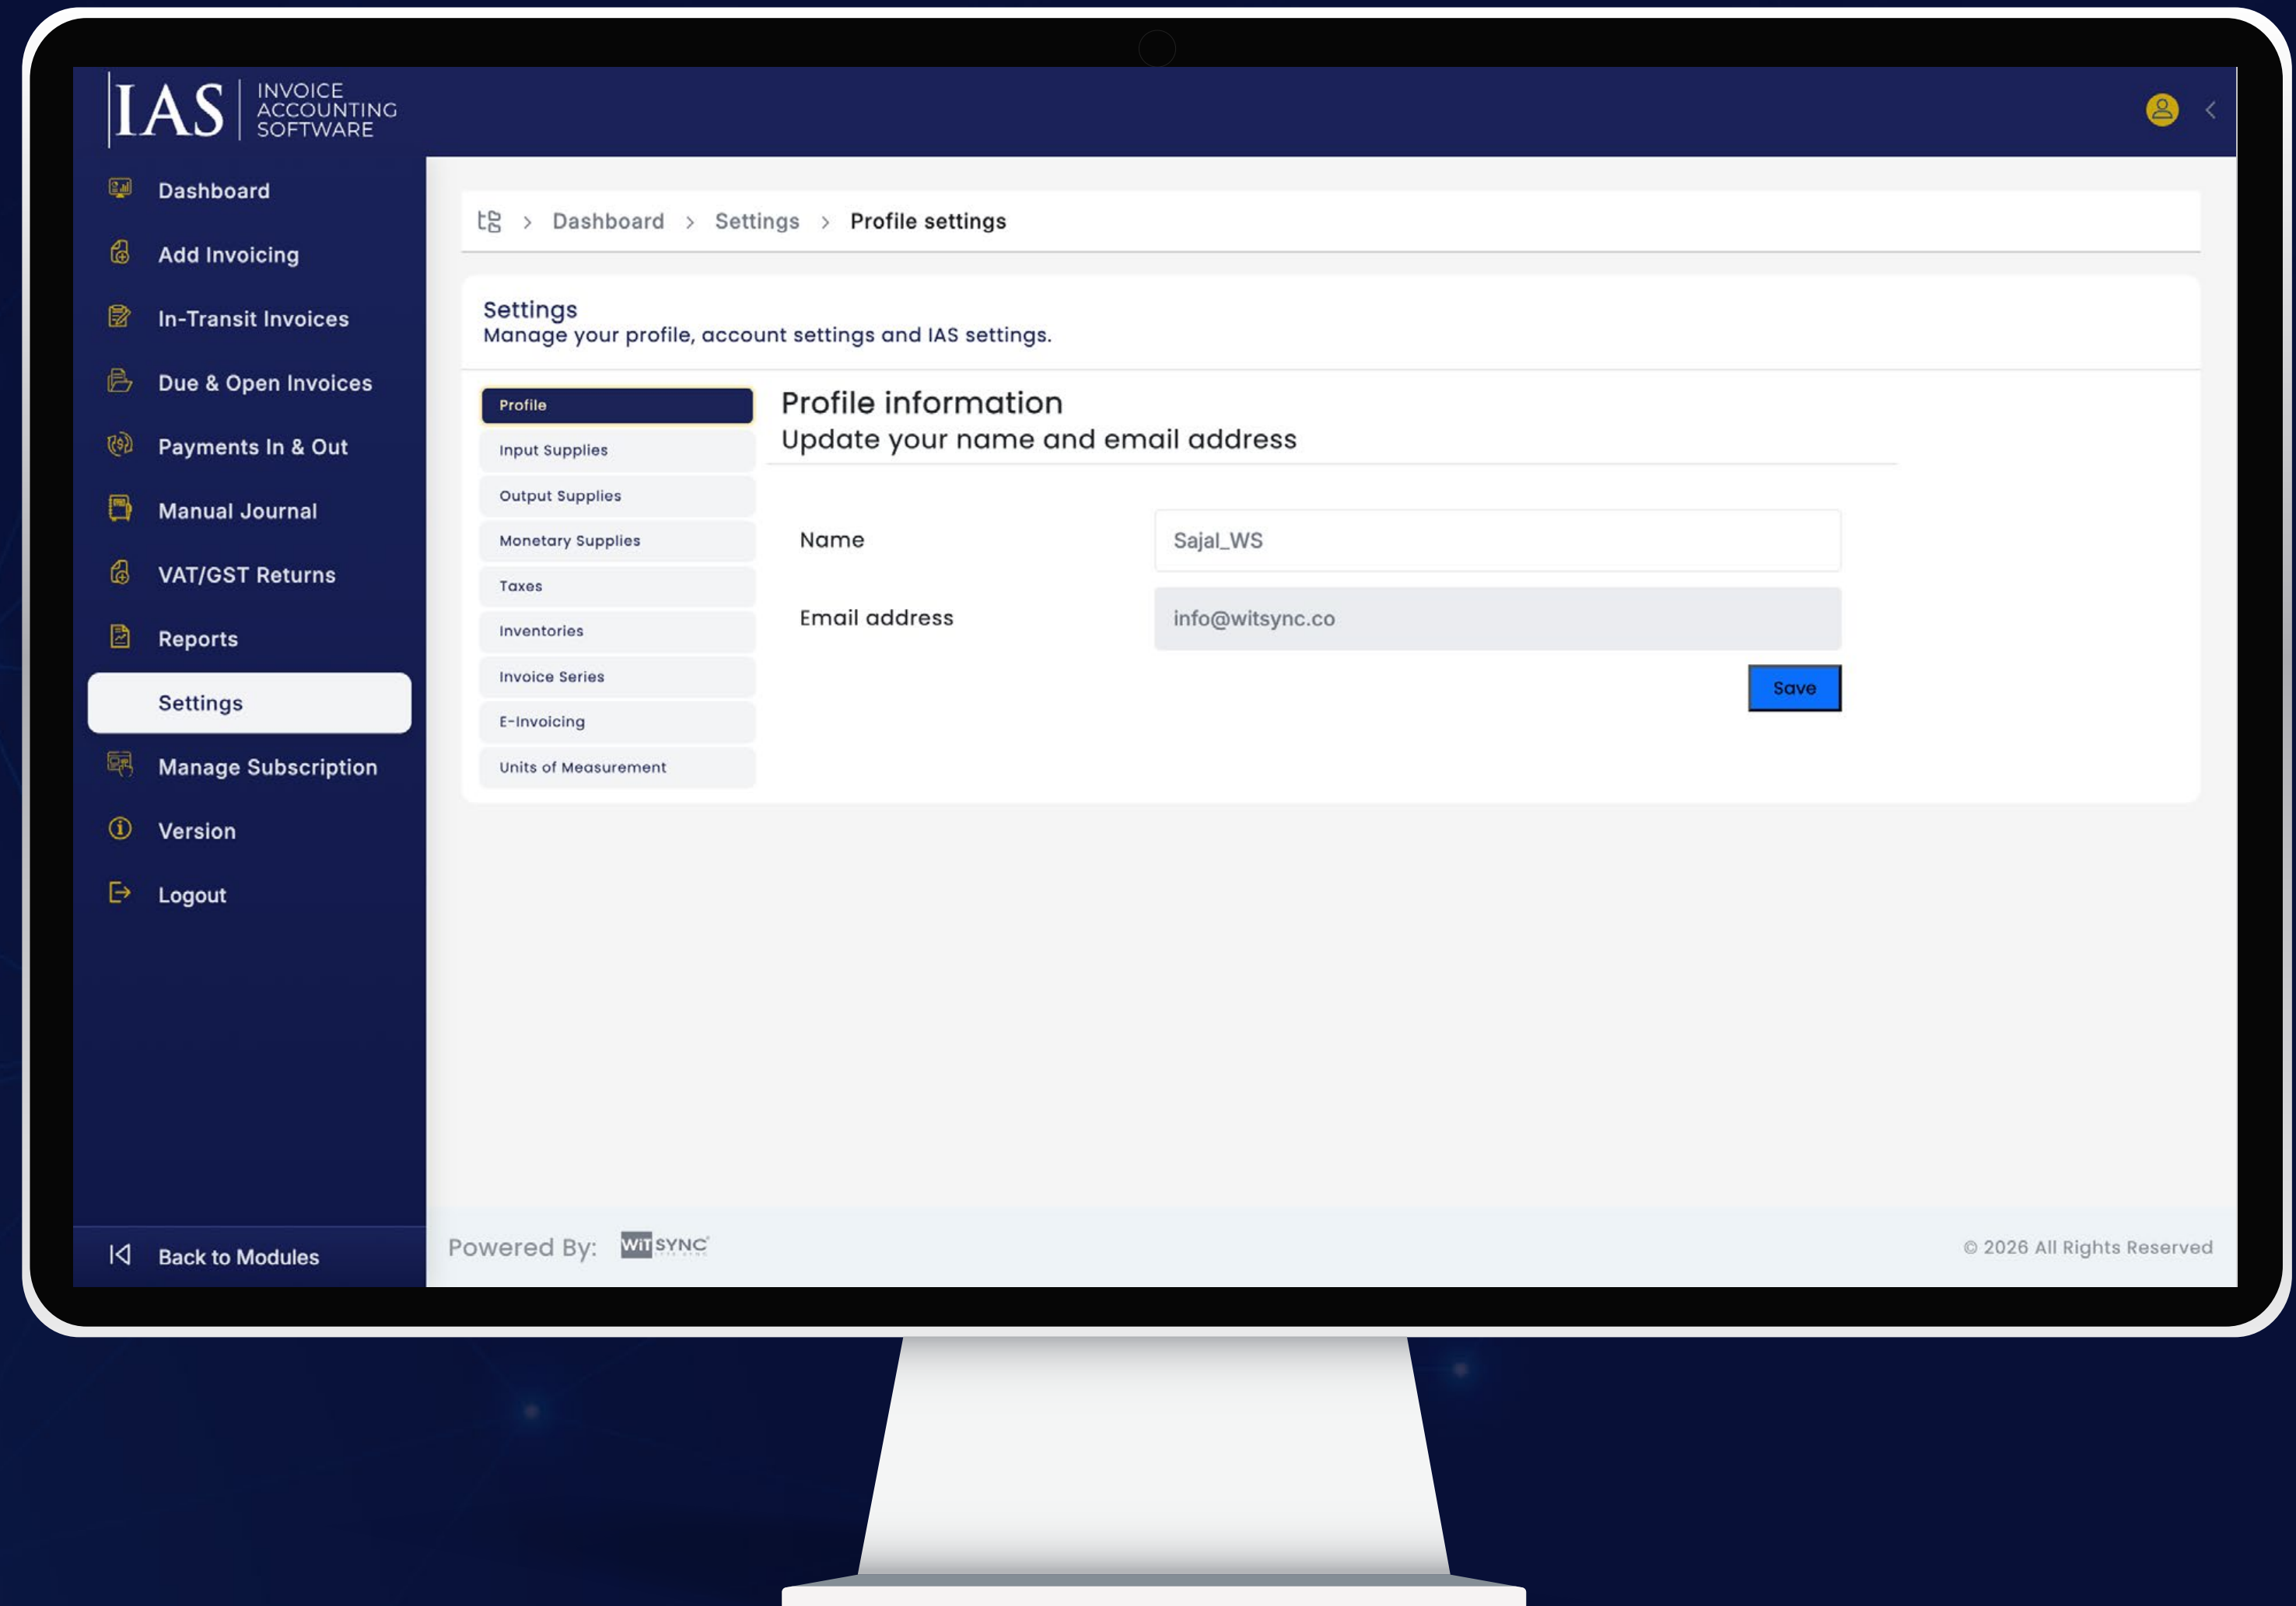 IAS
INVOICE
ACCOUNTING
SOFTWARE
Dashboard
Add Invoicing
In-Transit Invoices
Due & Open Invoices
Payments In & Out
Manual Journal
VAT/GST Returns
Reports
Settings
Manage Subscription
Version
Logout
Back to Modules
> Dashboard > Settings > Profile settings
Settings
Manage your profile, account settings and IAS settings.
Profile
Input Supplies
Output Supplies
Monetary Supplies
Taxes
Inventories
Invoice Series
E-Invoicing
Units of Measurement
Profile information
Update your name and email address
Name
Sajal_WS
Email address
info@witsync.co
Save
Powered By: WiTSYNC
© 2026 All Rights Reserved